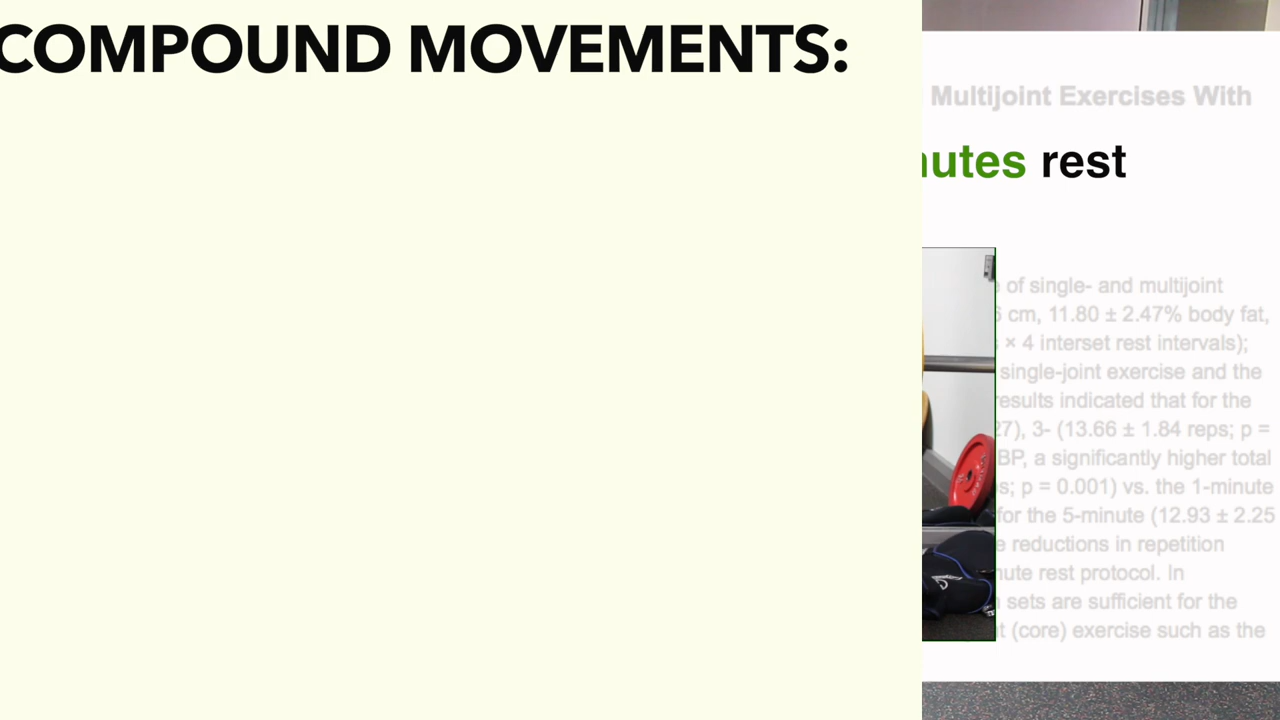 COMPOUND MOVEMENTS:
Multijoint Exercises With
rest
of single- and multijoint
cm, 11.80 ± 2.47% body fat,
× 4 interset rest intervals);
single-joint exercise and the
results indicated that for the
27), 3- (13.66 ± 1.84 reps; p =
BP, a significantly higher total
s; p = 0.001) vs. the 1-minute
for the 5-minute (12.93 ± 2.25
reductions in repetition
rest protocol. In
sets are sufficient for the
(core) exercise such as the